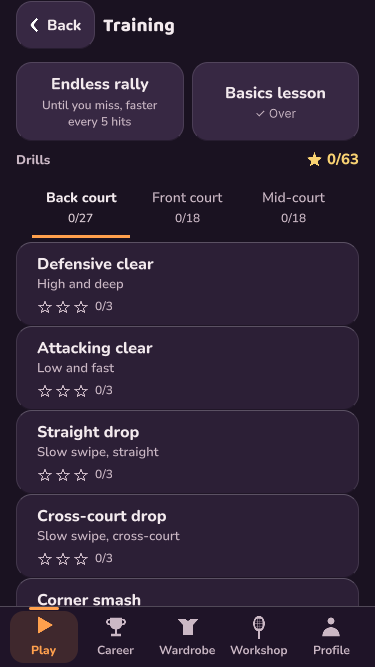 Back
Training
Endless rally
Until you miss, faster
every 5 hits
Basics lesson
✓ Over
Drills
0/63
Back court
0/27
Front court
0/18
Mid-court
0/18
Defensive clear
High and deep
0/3
Attacking clear
Low and fast
0/3
Straight drop
Slow swipe, straight
0/3
Cross-court drop
Slow swipe, cross-court
0/3
Corner smash
Play
Career
Wardrobe
Workshop
Profile